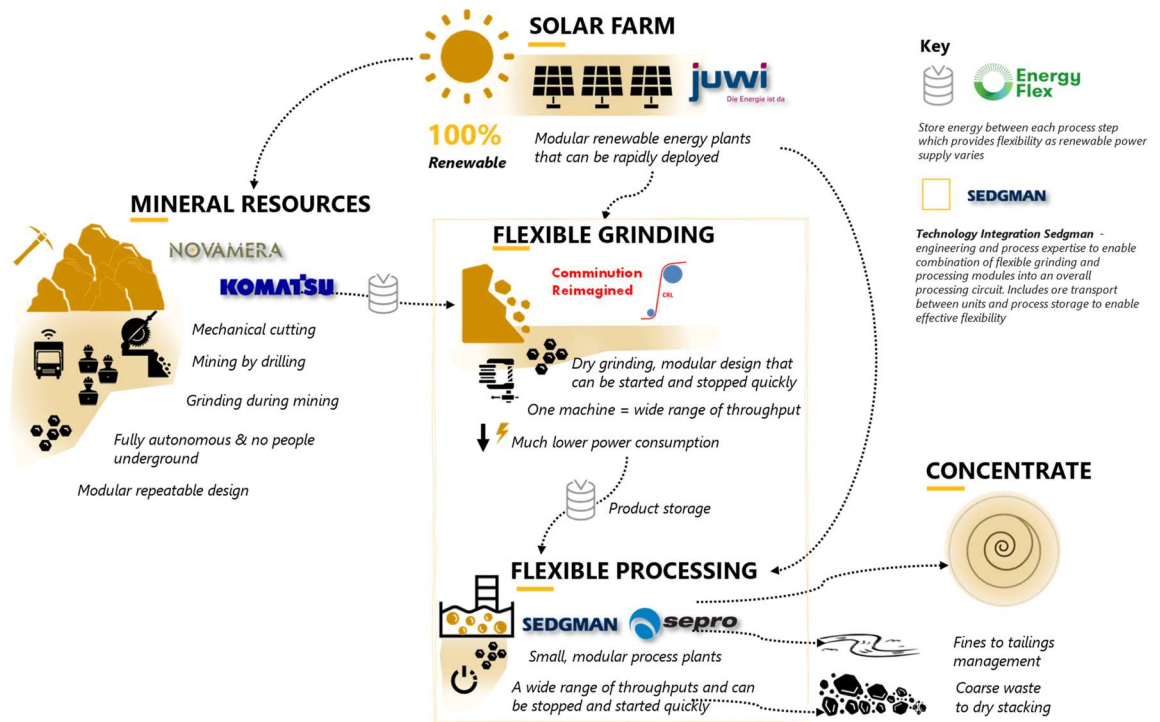 SOLAR FARM
juwi
Die Energie ist da
100%
Renewable
Modular renewable energy plants
that can be rapidly deployed
Key
Energy
Flex
Store energy between each process step
which provides flexibility as renewable power
supply varies
SEDGMAN
Technology Integration Sedgman -
engineering and process expertise to enable
combination of flexible grinding and
processing modules into an overall
processing circuit. Includes ore transport
between units and process storage to enable
effective flexibility
MINERAL RESOURCES
NOVAMERA
KOMATSU
Mechanical cutting
Mining by drilling
Grinding during mining
Fully autonomous & no people
underground
Modular repeatable design
FLEXIBLE GRINDING
Comminution
Reimagined
CRL
Dry grinding, modular design that
can be started and stopped quickly
One machine = wide range of throughput
Much lower power consumption
Product storage
FLEXIBLE PROCESSING
SEDGMAN
sepro
Small, modular process plants
A wide range of throughputs and can
be stopped and started quickly
CONCENTRATE
Fines to tailings
management
Coarse waste
to dry stacking